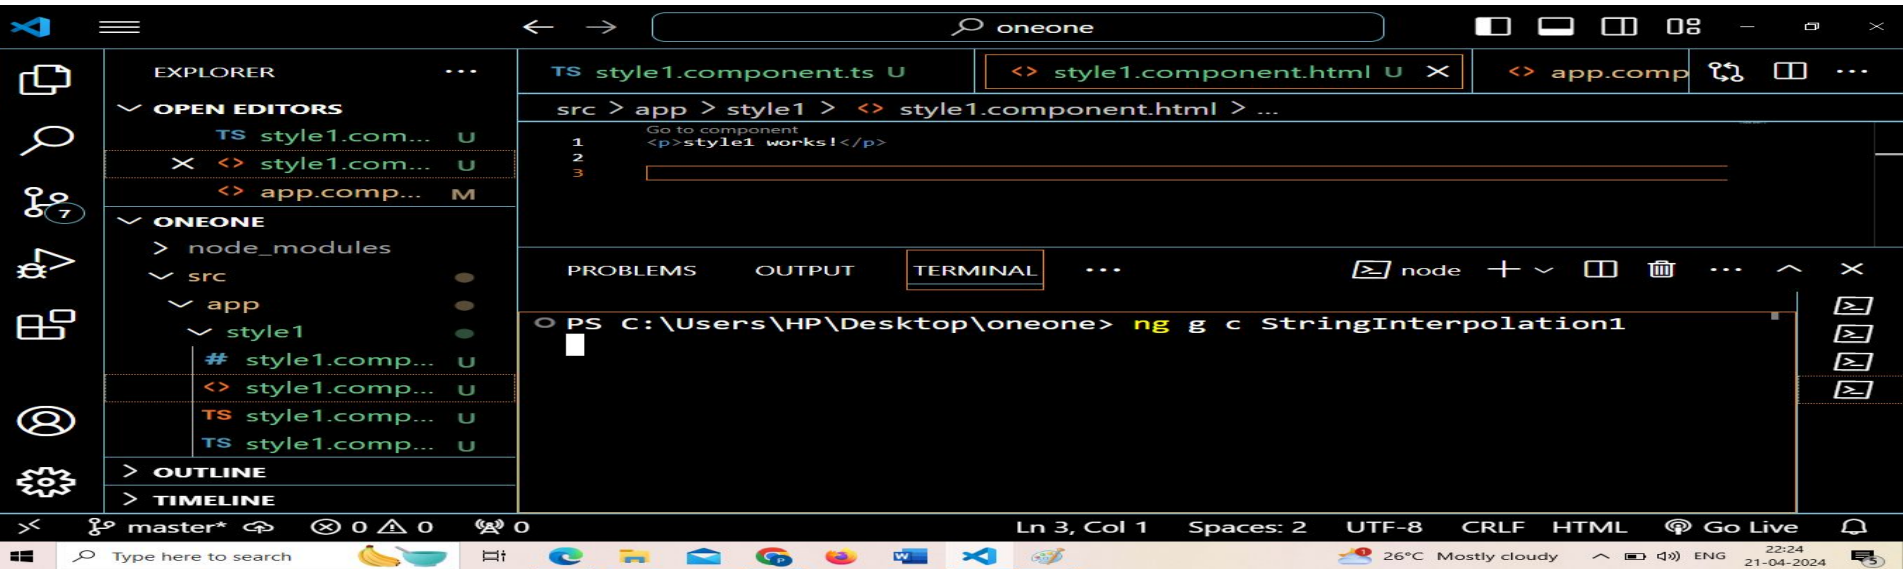 oneone
EXPLORER ...
TS style1.component.ts U
<> style1.component.html U
<> app.comp
OPEN EDITORS
TS style1.com... U
<> style1.com... U
<> app.comp... M
src > app > style1 > <> style1.component.html > ...
Go to component
1 <p>style1 works!</p>
2
3
7
ONEONE
> node_modules
src
app
style1
# style1.comp... U
<> style1.comp... U
TS style1.comp... U
TS style1.comp... U
> OUTLINE
> TIMELINE
PROBLEMS OUTPUT TERMINAL ... node
PS C:\Users\HP\Desktop\oneone> ng g c StringInterpolation1
master* 0 0 0 Ln 3, Col 1 Spaces: 2 UTF-8 CRLF HTML Go Live
Type here to search 1 26°C Mostly cloudy ENG 22:24
21-04-2024 5